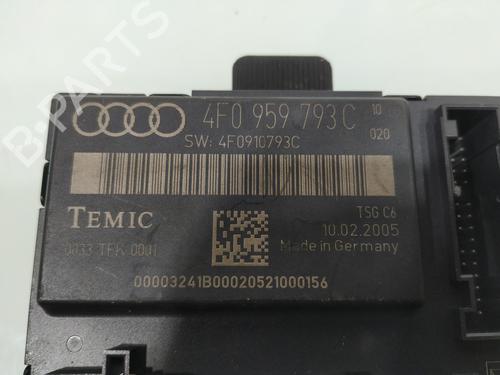 4F0 959 793 C 10
020
SW: 4F0910793C
TEMIC
TSG C6
10.02.2005
0033 TFK 0001
Made in Germany
00003241B00020521000156
B-PARTS